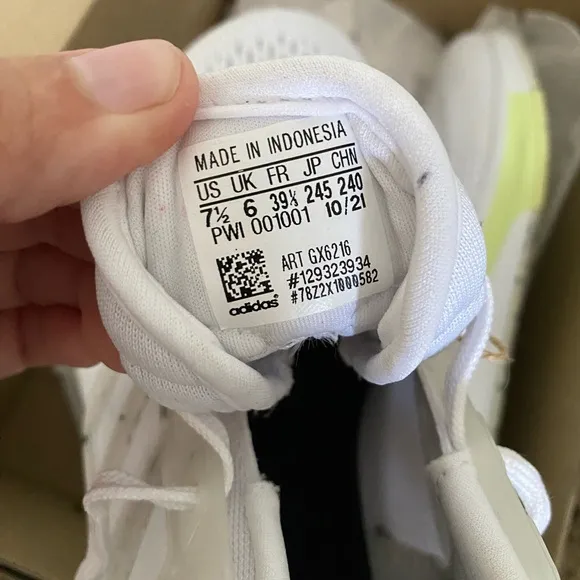 MADE IN INDONESIA
US UK FR JP CHN
7½ 6 39⅓ 245 240
PWI 001001 10/21
ART GX6216
#129323934
#78Z2X1000582
adidas